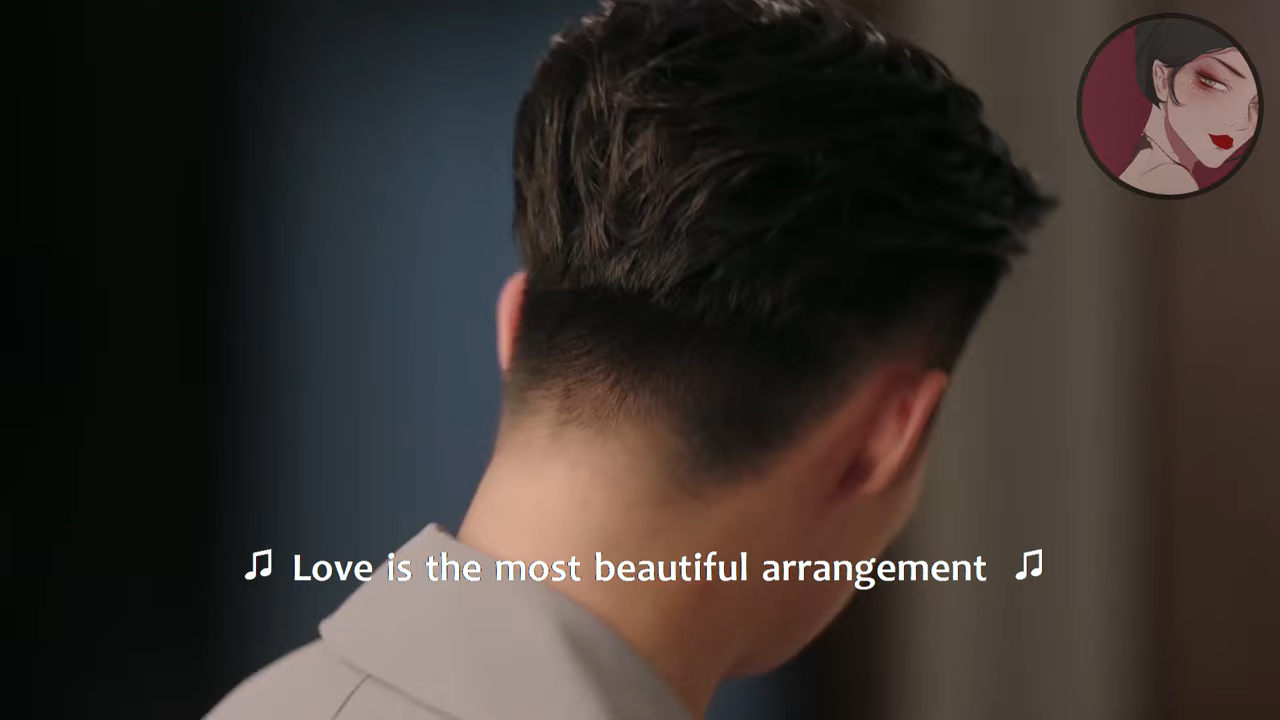 ♫ Love is the most beautiful arrangement ♫